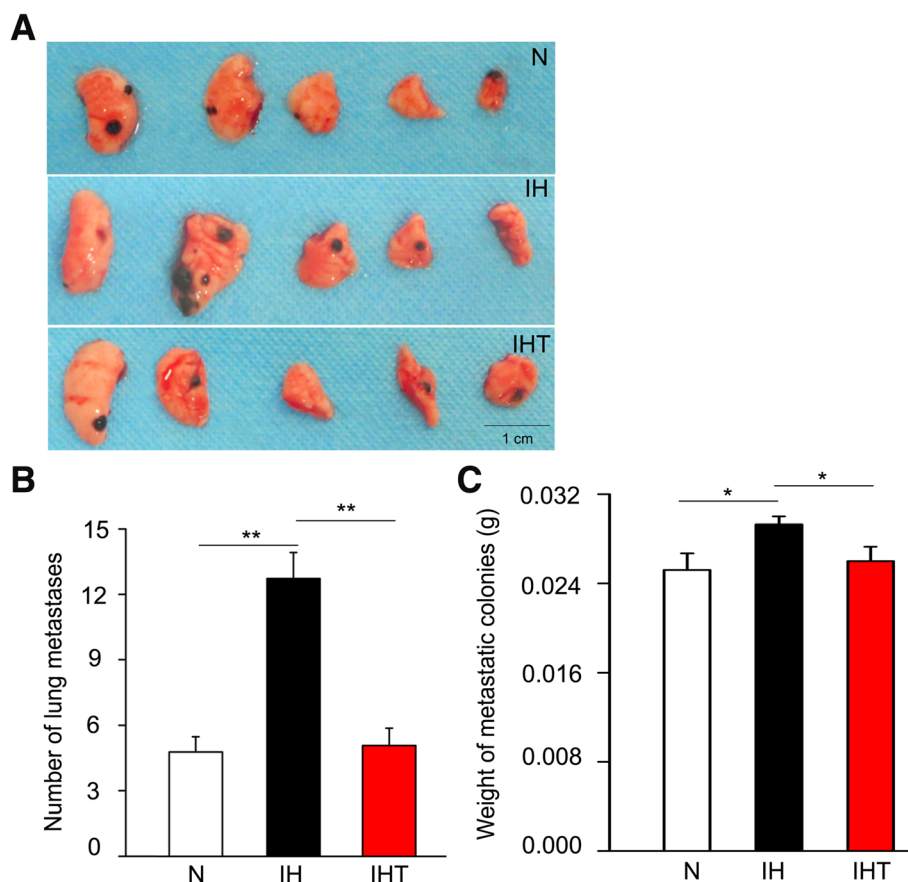 A
N
IH
IHT
1 cm
B
Number of lung metastases
15
12
9
6
3
0
**
**
N
IH
IHT
C
Weight of metastatic colonies (g)
0.032
0.024
0.016
0.008
0.000
*
*
N
IH
IHT